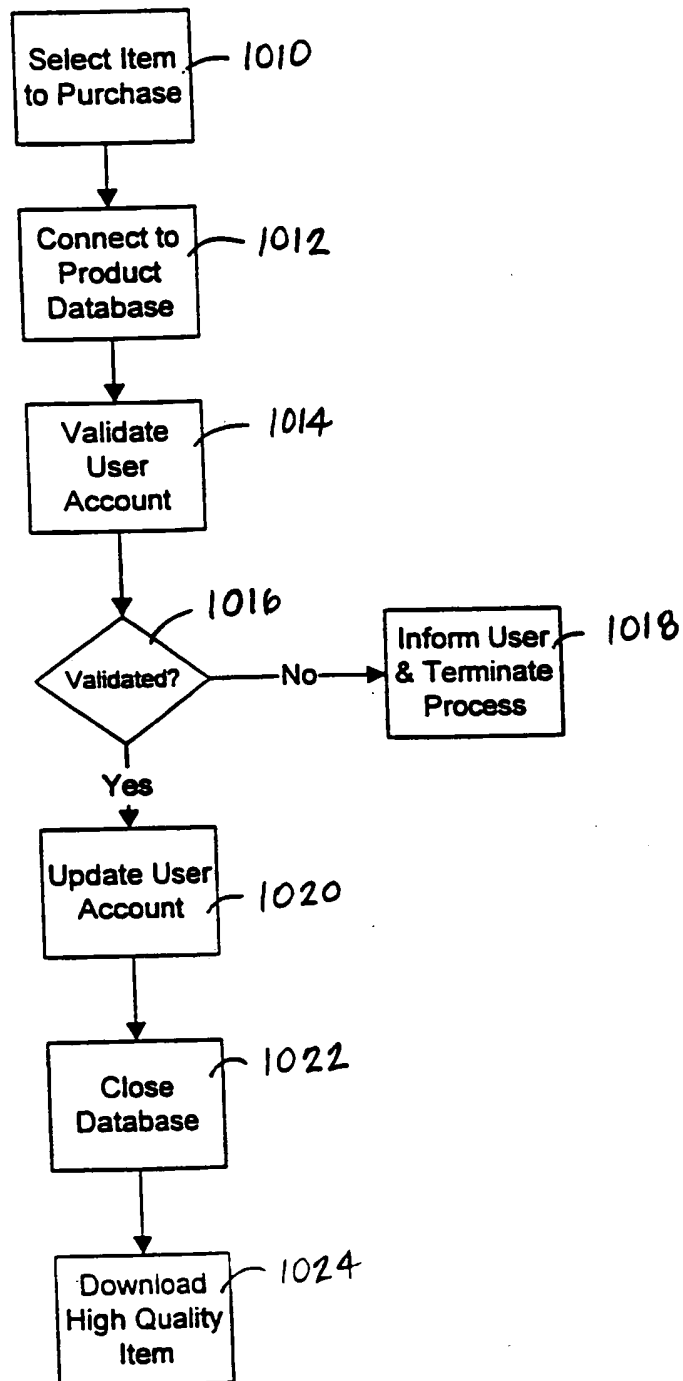 Select Item
to Purchase
1010
Connect to
Product
Database
1012
Validate
User
Account
1014
Validated?
1016
No
Inform User
& Terminate
Process
1018
Yes
Update User
Account
1020
Close
Database
1022
Download
High Quality
Item
1024